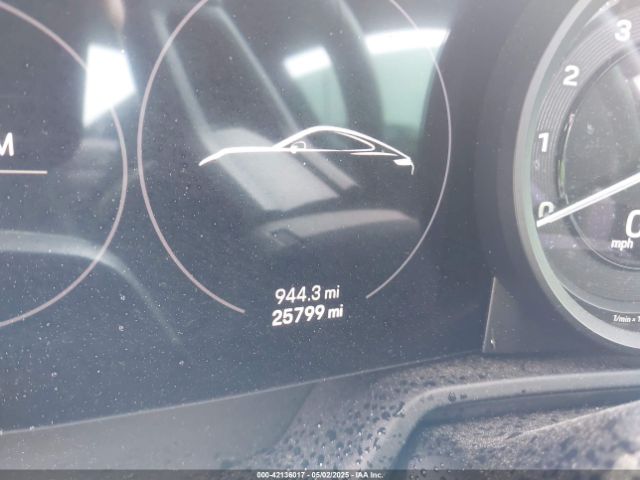 M
3
2
1
0
mph
944.3 mi
25799 mi
1/min × 1
000-42136017 - 05/02/2025 - IAA Inc.